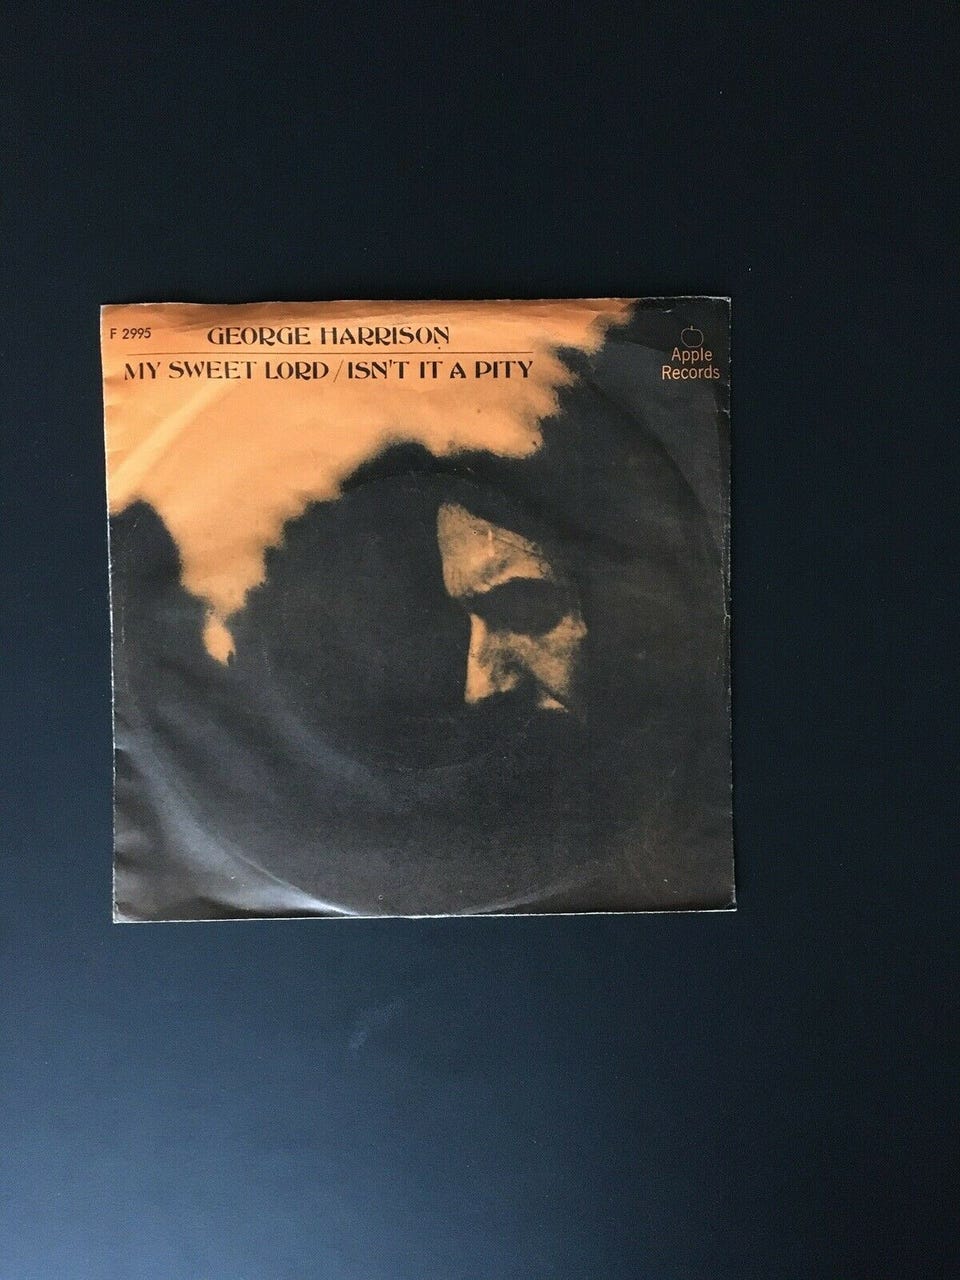 F 2995
GEORGE HARRISON
MY SWEET LORD / ISN'T IT A PITY
Apple
Records